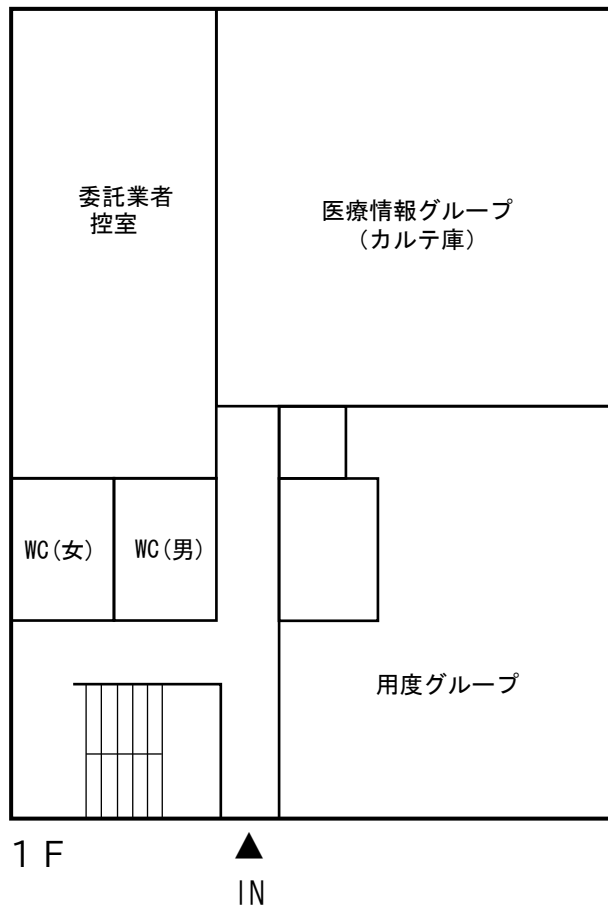 委託業者
控室
医療情報グループ
（カルテ庫）
WC(女)
WC(男)
用度グループ
１Ｆ
IN